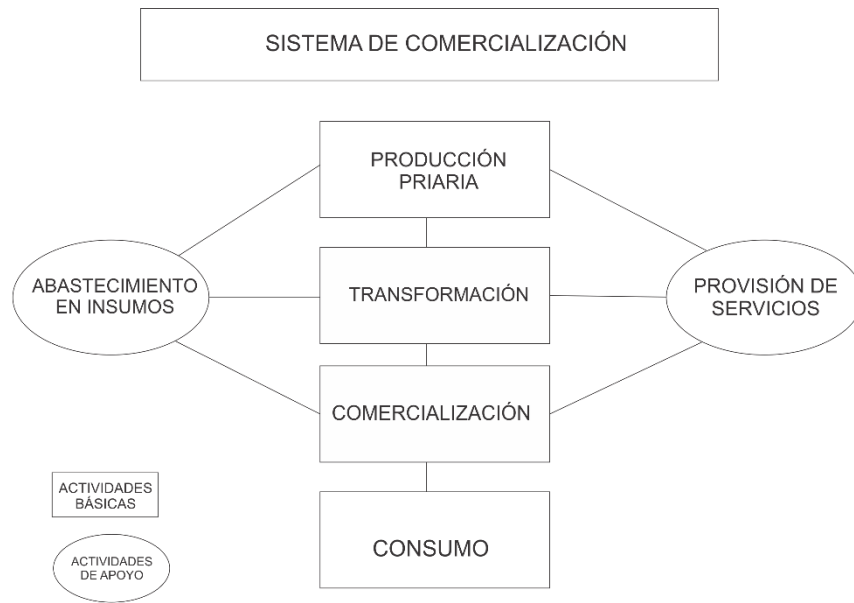 SISTEMA DE COMERCIALIZACIÓN
PRODUCCIÓN
PRIARIA
ABASTECIMIENTO
EN INSUMOS
TRANSFORMACIÓN
PROVISIÓN DE
SERVICIOS
COMERCIALIZACIÓN
CONSUMO
ACTIVIDADES
BÁSICAS
ACTIVIDADES
DE APOYO